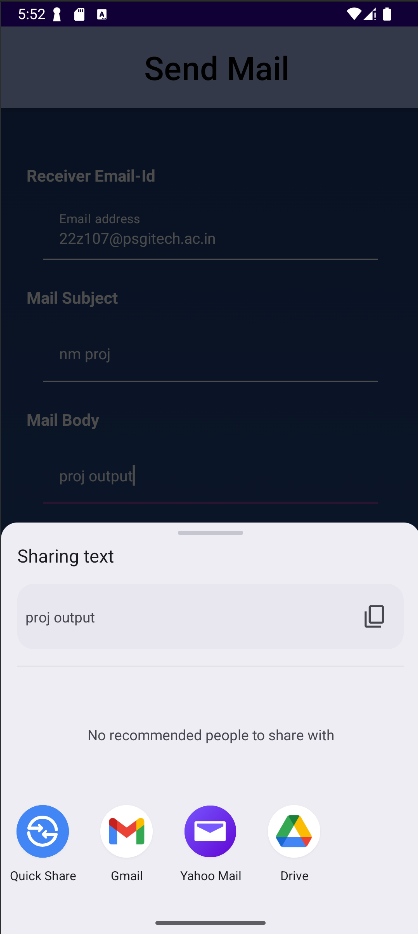 5:52
Send Mail
Receiver Email-Id
Email address
22z107@psgitech.ac.in
Mail Subject
nm proj
Mail Body
proj output
Sharing text
proj output
No recommended people to share with
Quick Share
Gmail
Yahoo Mail
Drive